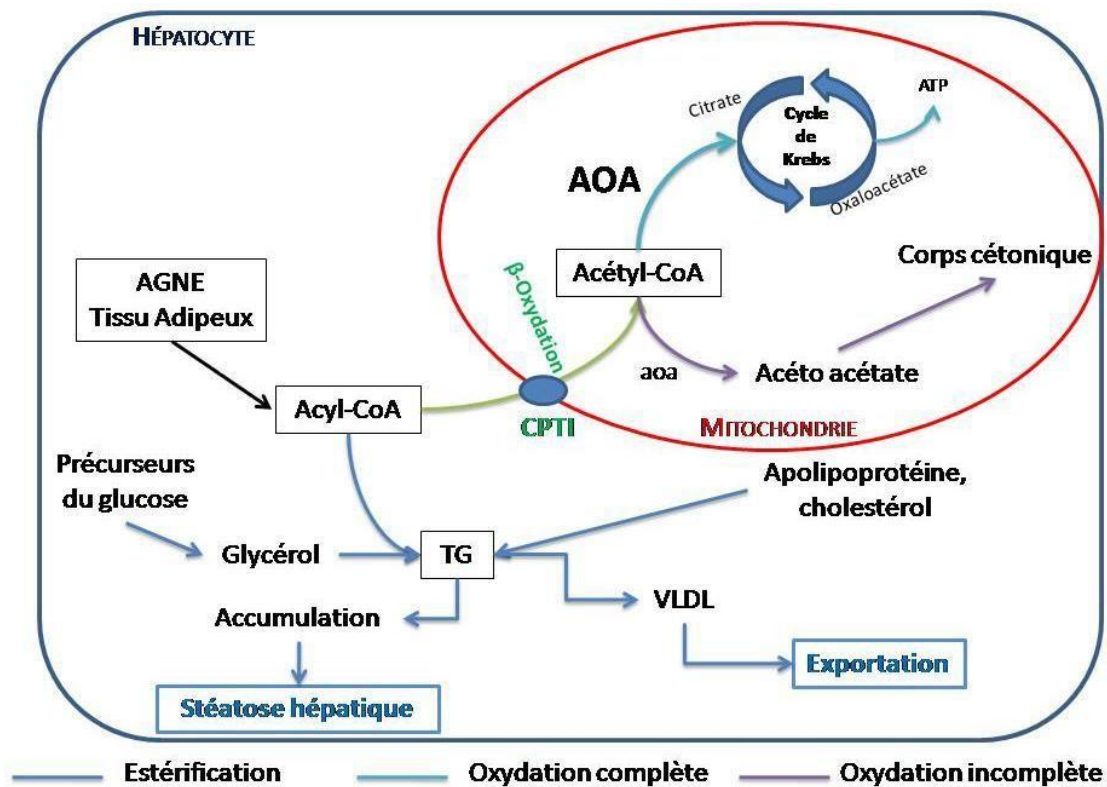 HÉPATOCYTE
Citrate
ATP
Cycle
de
Krebs
AOA
Oxaloacétate
Corps cétonique
β-Oxydation
Acétyl-CoA
AGNE
Tissu Adipeux
aoa
Acéto acétate
Acyl-CoA
CPTI
MITOCHONDRIE
Précurseurs
du glucose
Apolipoprotéine,
cholestérol
Glycérol
TG
Accumulation
VLDL
Exportation
Stéatose hépatique
Estérification
Oxydation complète
Oxydation incomplète